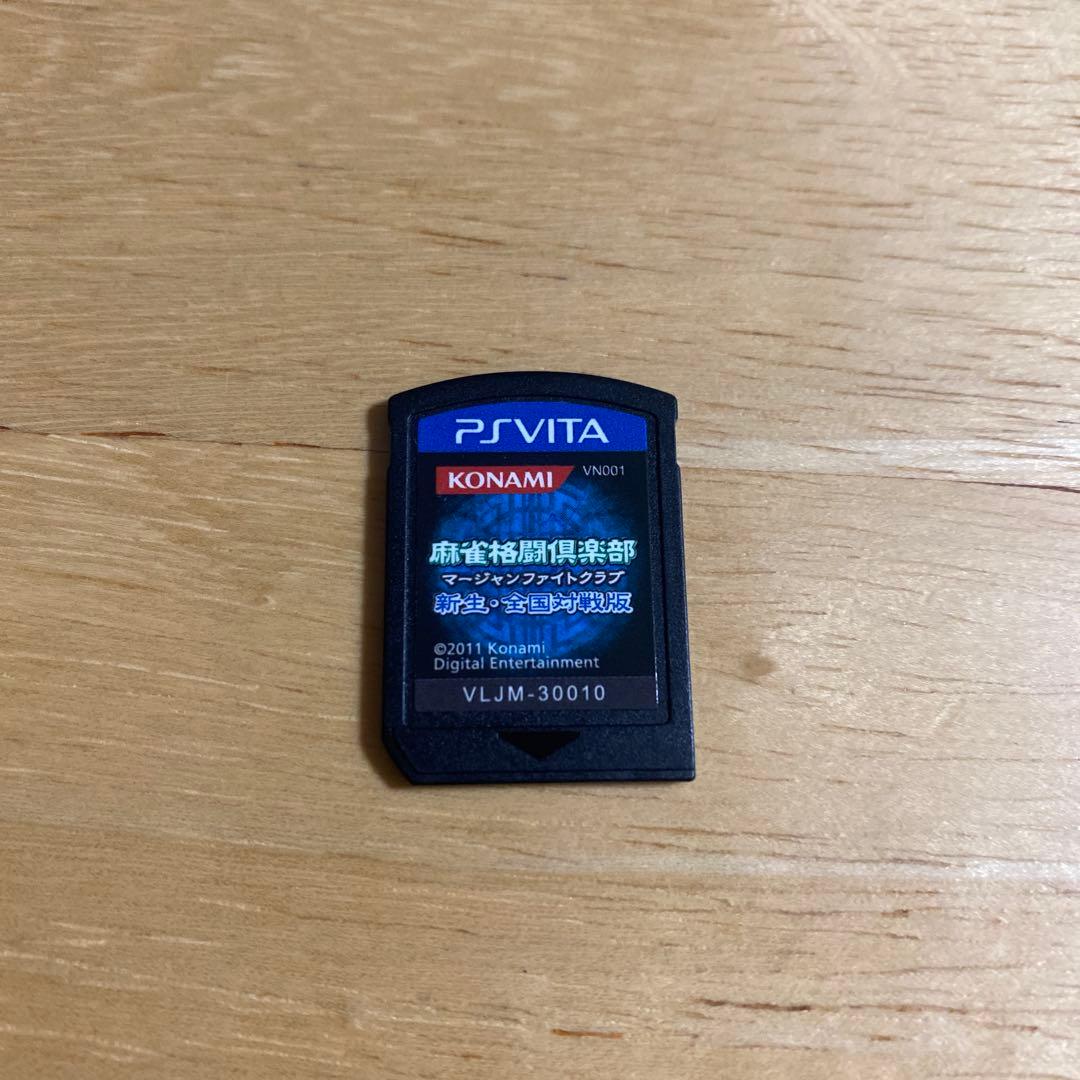 PSVITA
KONAMI VN001
麻雀格闘倶楽部
マージャンファイトクラブ
新生・全国対戦版
©2011 Konami
Digital Entertainment
VLJM-30010